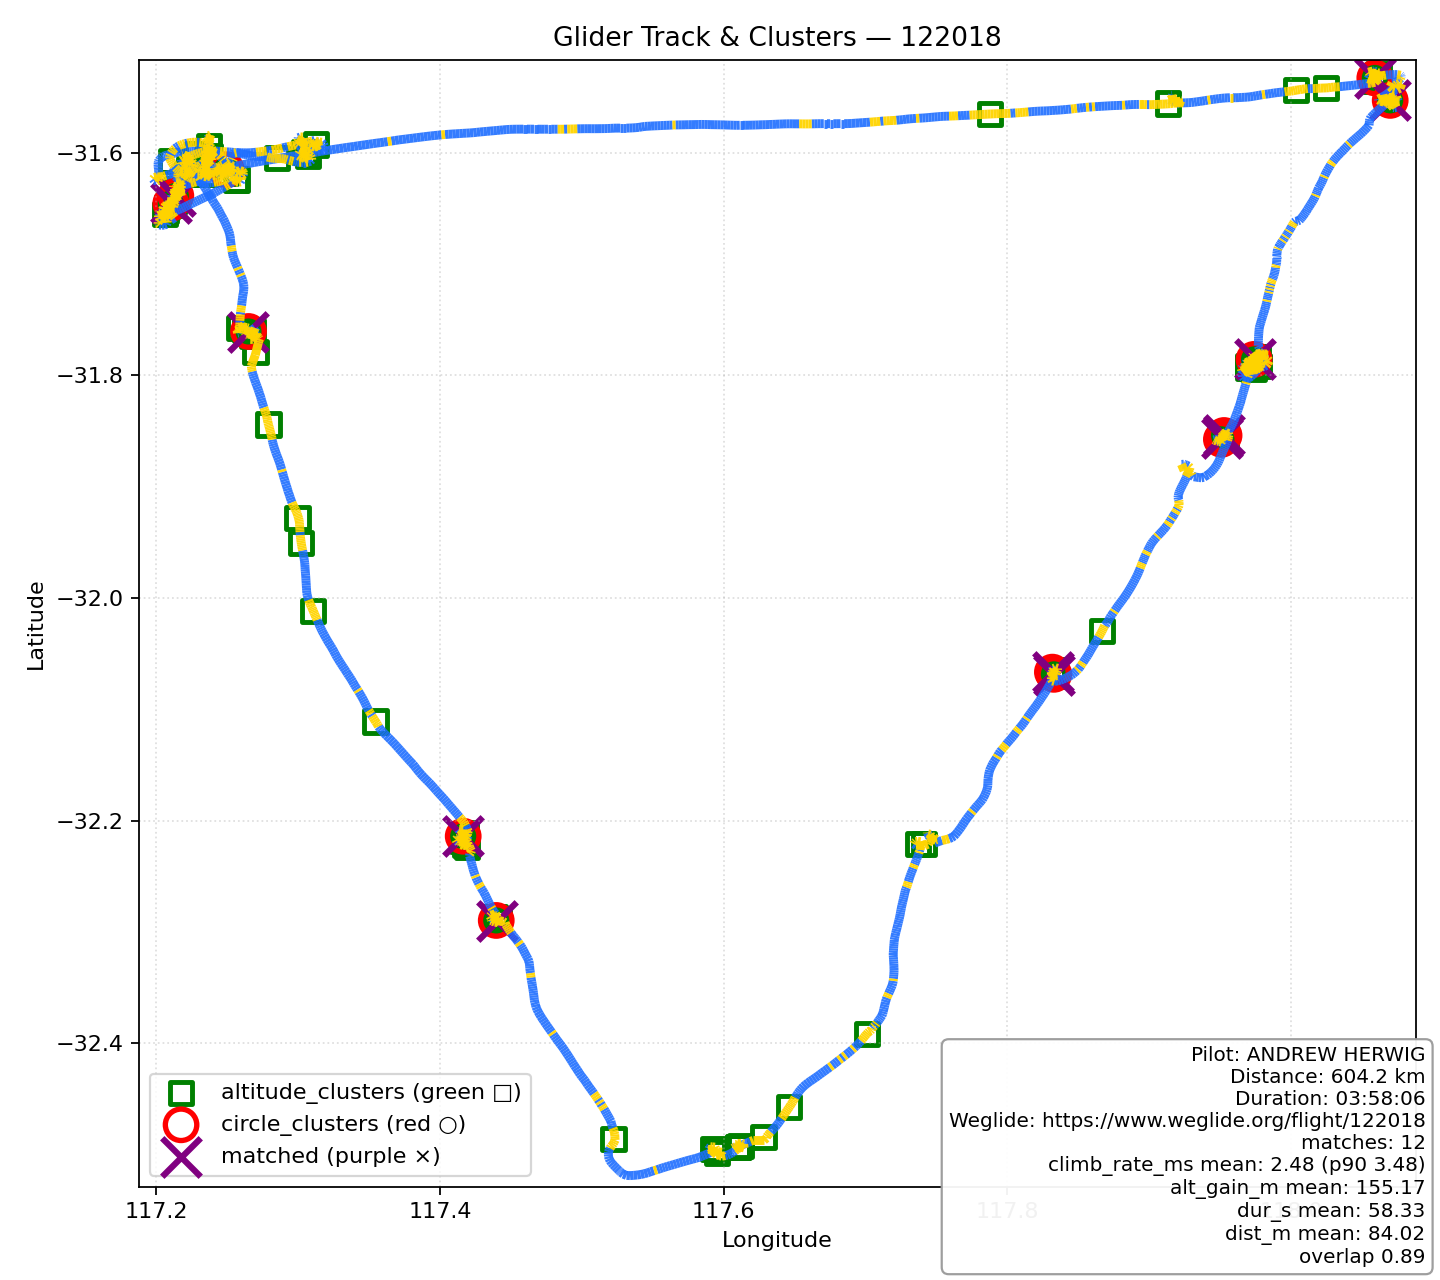 Glider Track & Clusters — 122018
Latitude
−31.6
−31.8
−32.0
−32.2
−32.4
altitude_clusters (green □)
circle_clusters (red ○)
matched (purple ×)
Pilot: ANDREW HERWIG
Distance: 604.2 km
Duration: 03:58:06
Weglide: https://www.weglide.org/flight/122018
matches: 12
climb_rate_ms mean: 2.48 (p90 3.48)
alt_gain_m mean: 155.17
dur_s mean: 58.33
dist_m mean: 84.02
overlap 0.89
117.2
117.4
117.6
117.8
Longitude